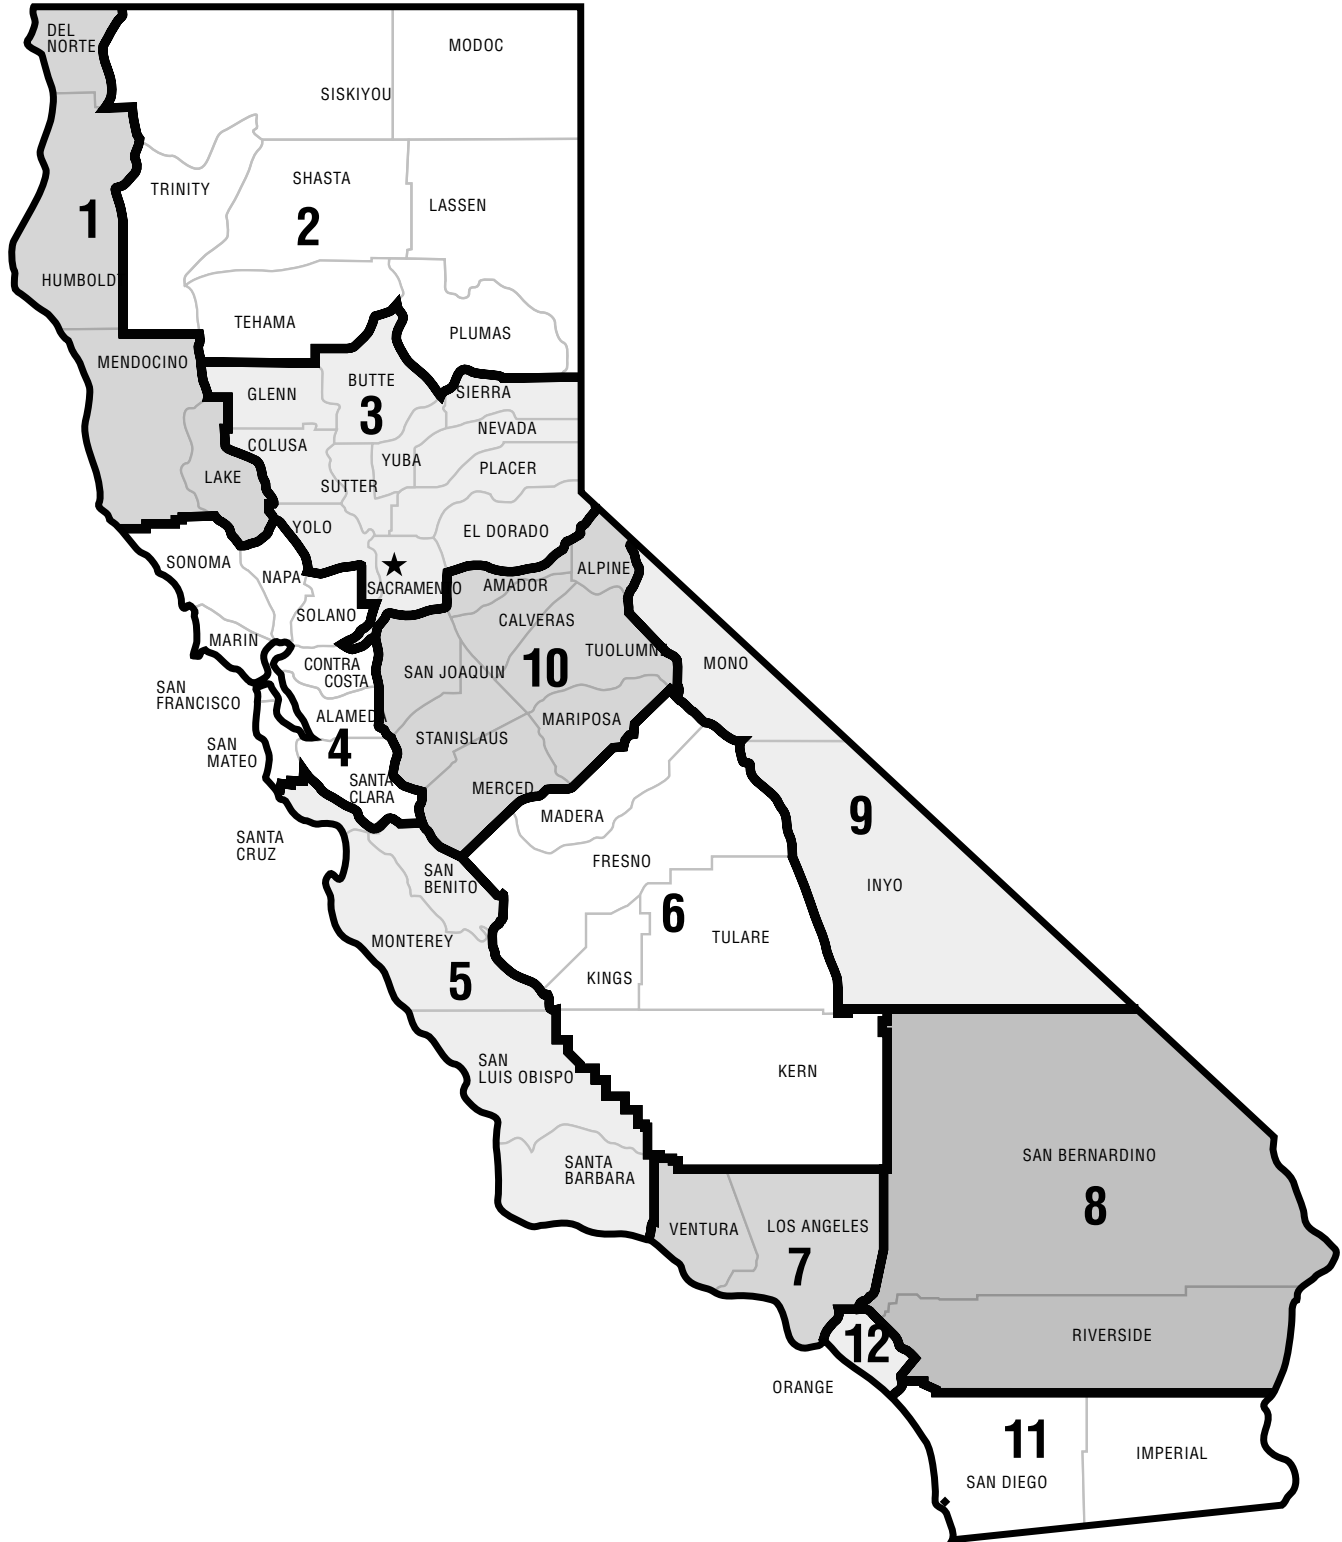 DEL
NORTE
MODOC
SISKIYOU
TRINITY
SHASTA
LASSEN
1
2
HUMBOLDT
TEHAMA
PLUMAS
MENDOCINO
GLENN
BUTTE
SIERRA
3
NEVADA
COLUSA
YUBA
PLACER
LAKE
SUTTER
YOLO
EL DORADO
SONOMA
NAPA
SACRAMENTO
AMADOR
ALPINE
SOLANO
CALVERAS
MARIN
TUOLUMNE
CONTRA
COSTA
SAN JOAQUIN
10
MONO
SAN
FRANCISCO
ALAMEDA
MARIPOSA
SAN
MATEO
4
STANISLAUS
SANTA
CLARA
MERCED
MADERA
9
SANTA
CRUZ
FRESNO
SAN
BENITO
INYO
6
TULARE
MONTEREY
5
KINGS
SAN
LUIS OBISPO
KERN
SANTA
BARBARA
SAN BERNARDINO
8
VENTURA
LOS ANGELES
7
12
RIVERSIDE
ORANGE
11
SAN DIEGO
IMPERIAL